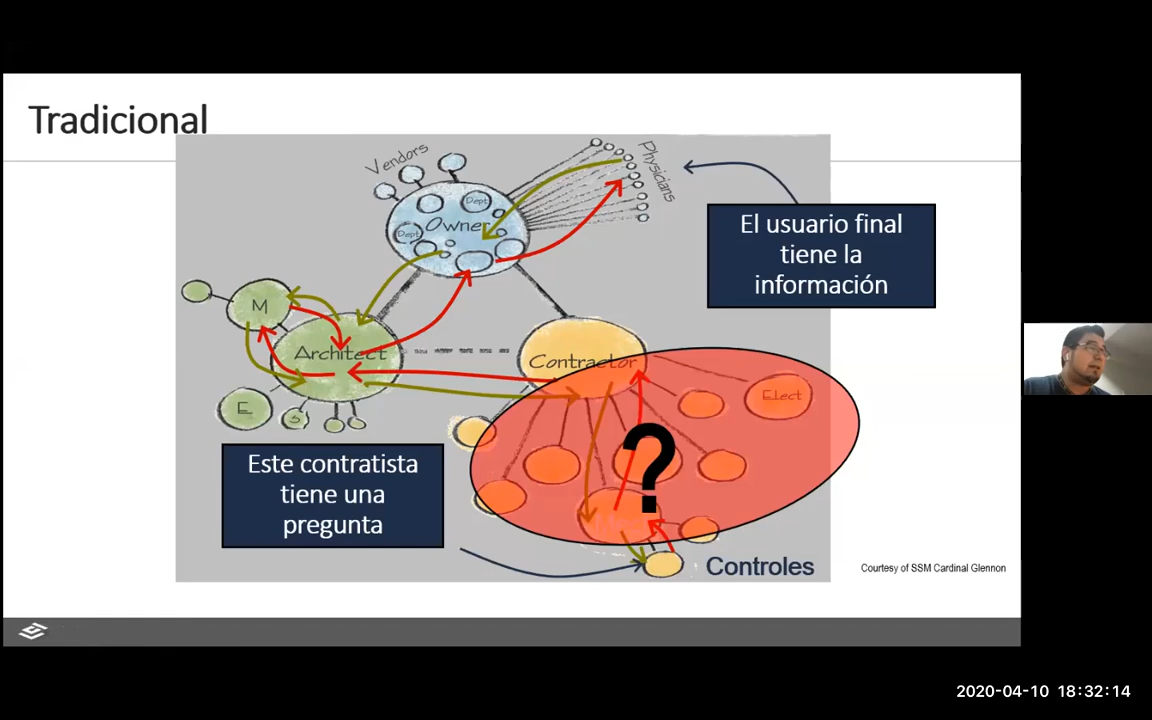 Tradicional
Vendors
Physicians
Dept
Owner
Dept
El usuario final
tiene la
información
M
Architect
Contractor
E
S
Elect
Este contratista
tiene una
pregunta
?
Controles
Courtesy of SSM Cardinal Glennon
2020-04-10 18:32:14